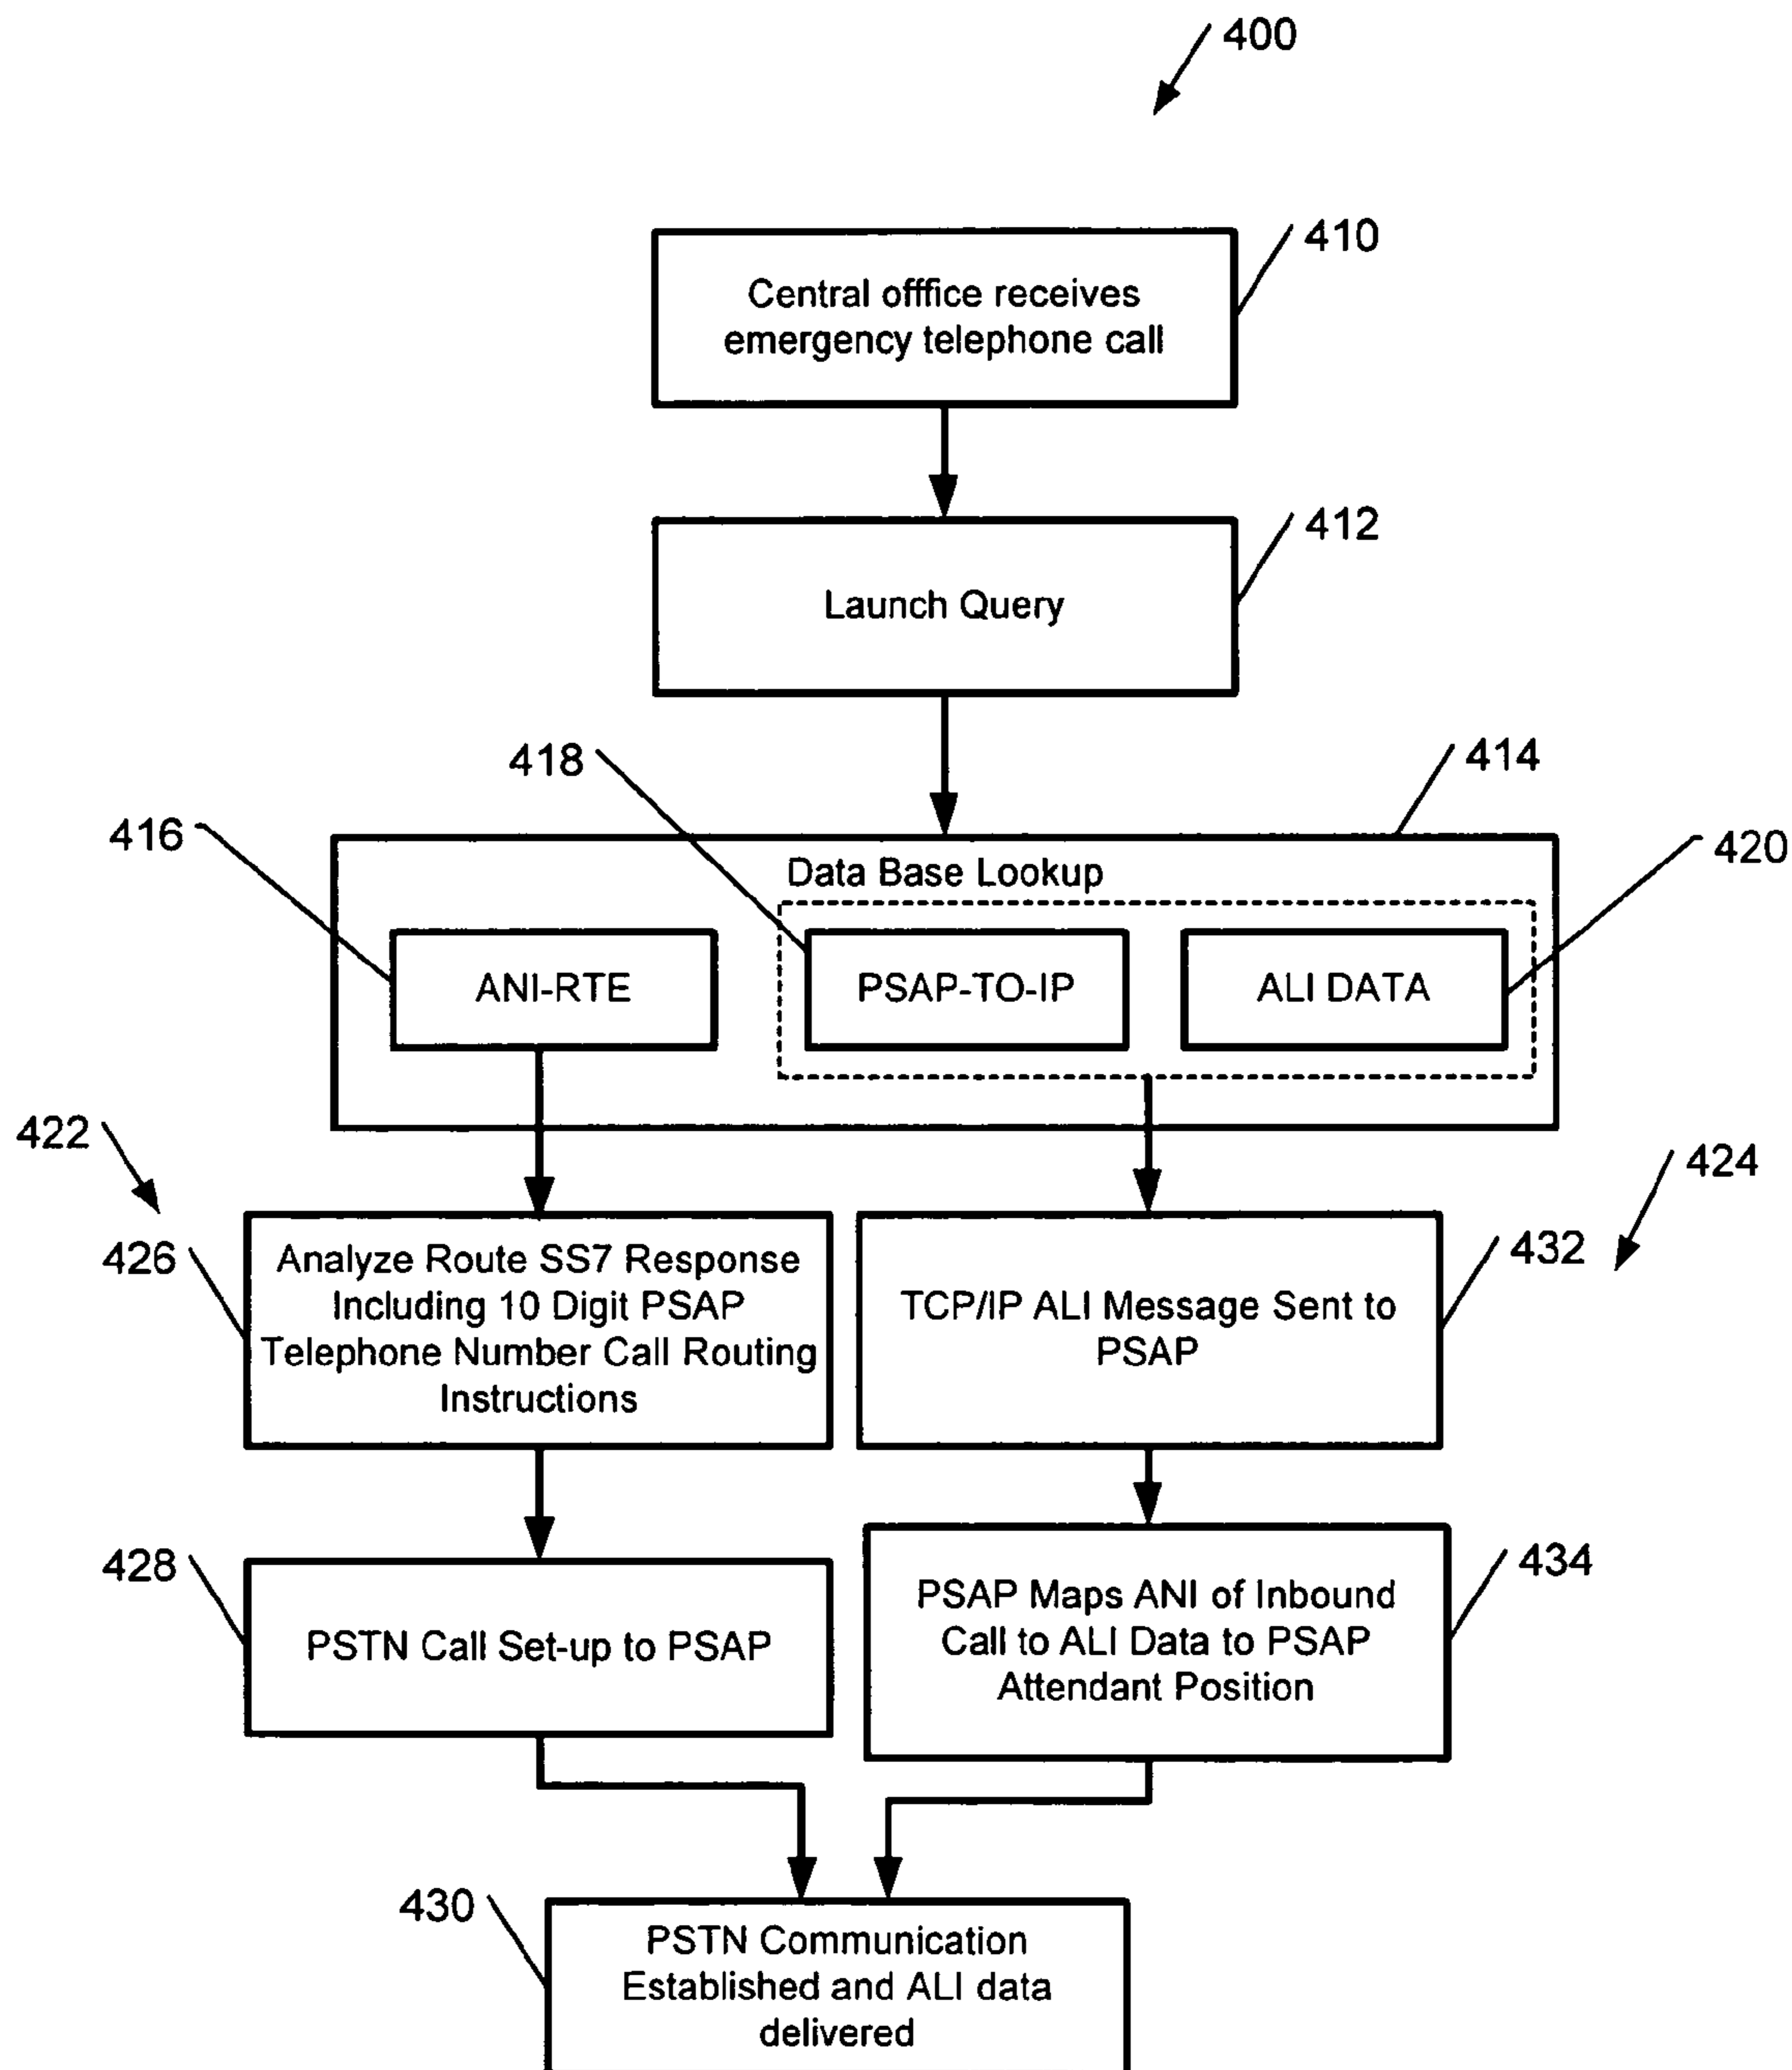 400
410
Central offfice receives
emergency telephone call
412
Launch Query
418
414
416
420
Data Base Lookup
ANI-RTE
PSAP-TO-IP
ALI DATA
422
424
426
Analyze Route SS7 Response
Including 10 Digit PSAP
Telephone Number Call Routing
Instructions
432
TCP/IP ALI Message Sent to
PSAP
428
PSTN Call Set-up to PSAP
434
PSAP Maps ANI of Inbound
Call to ALI Data to PSAP
Attendant Position
430
PSTN Communication
Established and ALI data
delivered